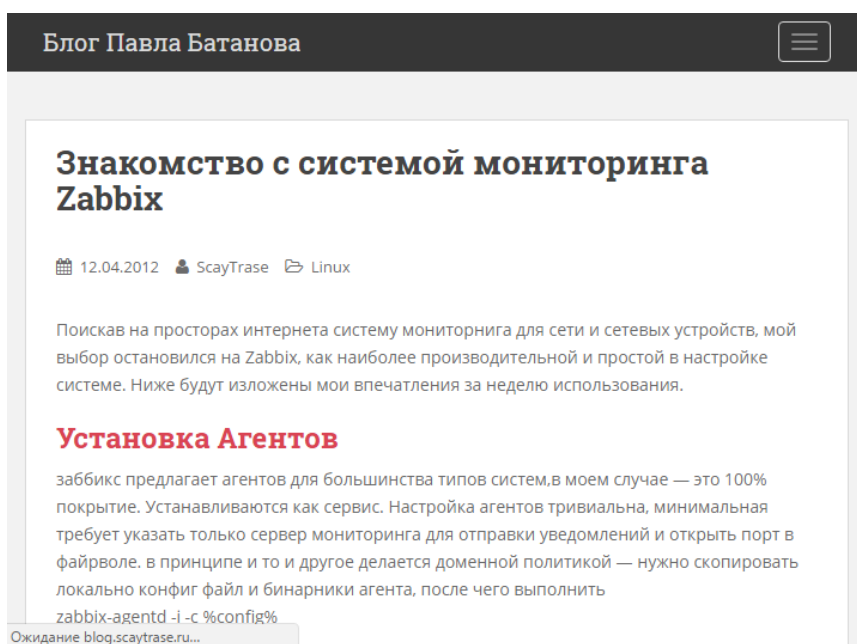 Блог Павла Батанова
Знакомство с системой мониторинга
Zabbix
12.04.2012 ScayTrase Linux
Поискав на просторах интернета систему мониторнига для сети и сетевых устройств, мой
выбор остановился на Zabbix, как наиболее производительной и простой в настройке
системе. Ниже будут изложены мои впечатления за неделю использования.
Установка Агентов
заббикс предлагает агентов для большинства типов систем,в моем случае — это 100%
покрытие. Устанавливаются как сервис. Настройка агентов тривиальна, минимальная
требует указать только сервер мониторинга для отправки уведомлений и открыть порт в
файрволе. в принципе и то и другое делается доменной политикой — нужно скопировать
локально конфиг файл и бинарники агента, после чего выполнить
zabbix-agentd -i -c %config%
Ожидание blog.scaytrase.ru...